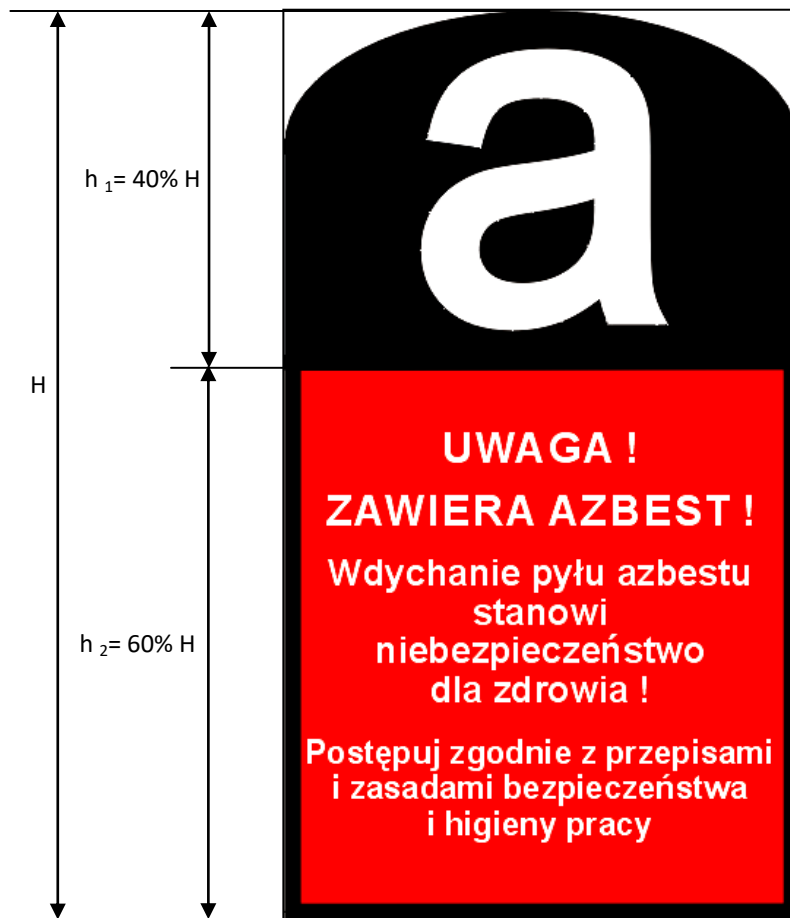 a
h 1= 40% H
H
UWAGA !
ZAWIERA AZBEST !
Wdychanie pyłu azbestu
stanowi
niebezpieczeństwo
dla zdrowia !
h 2= 60% H
Postępuj zgodnie z przepisami
i zasadami bezpieczeństwa
i higieny pracy